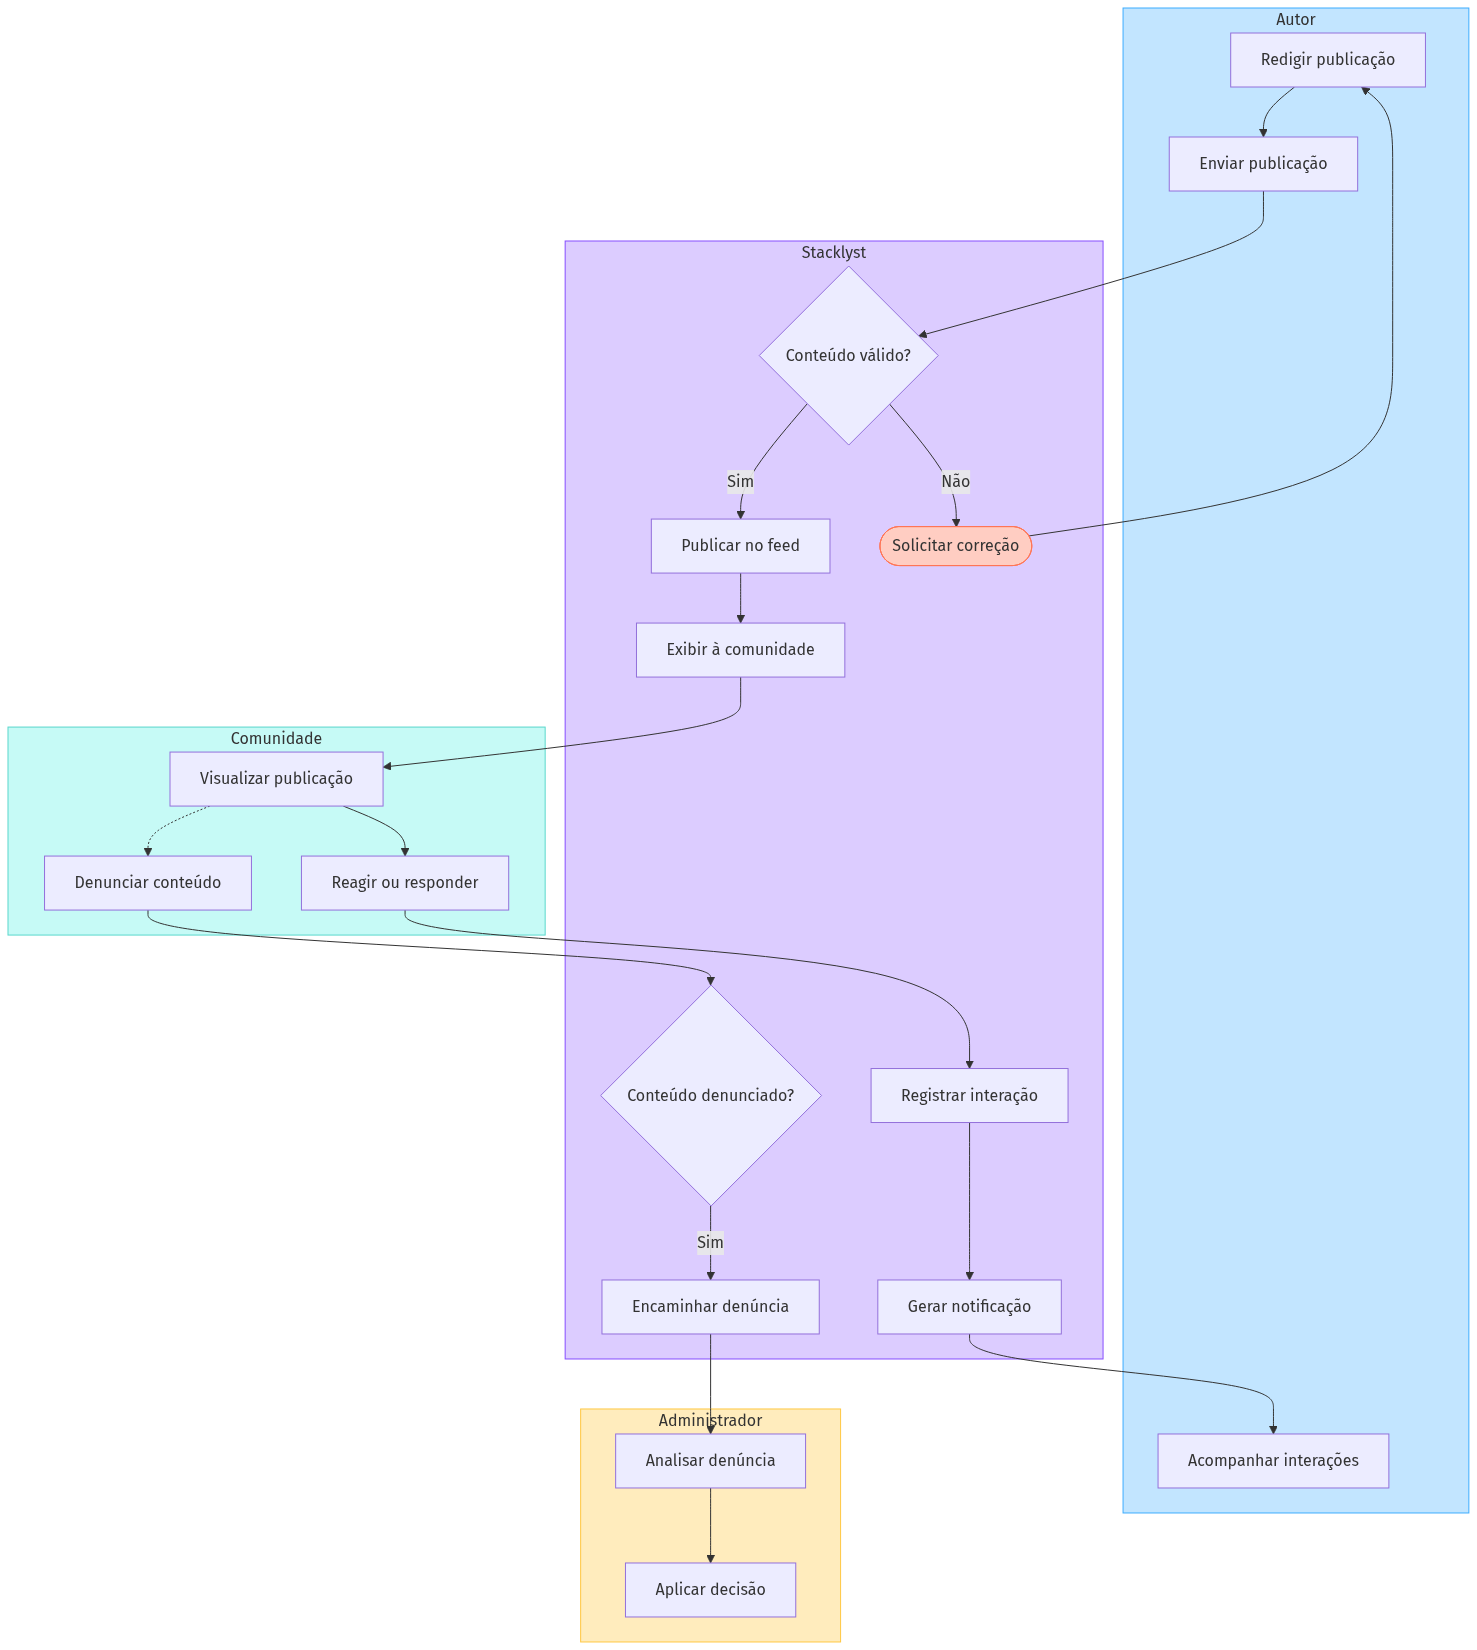 Autor
Redigir publicação
Enviar publicação
Stacklyst
Conteúdo válido?
Sim
Não
Publicar no feed
Solicitar correção
Exibir à comunidade
Comunidade
Visualizar publicação
Denunciar conteúdo
Reagir ou responder
Conteúdo denunciado?
Registrar interação
Sim
Encaminhar denúncia
Gerar notificação
Administrador
Analisar denúncia
Acompanhar interações
Aplicar decisão